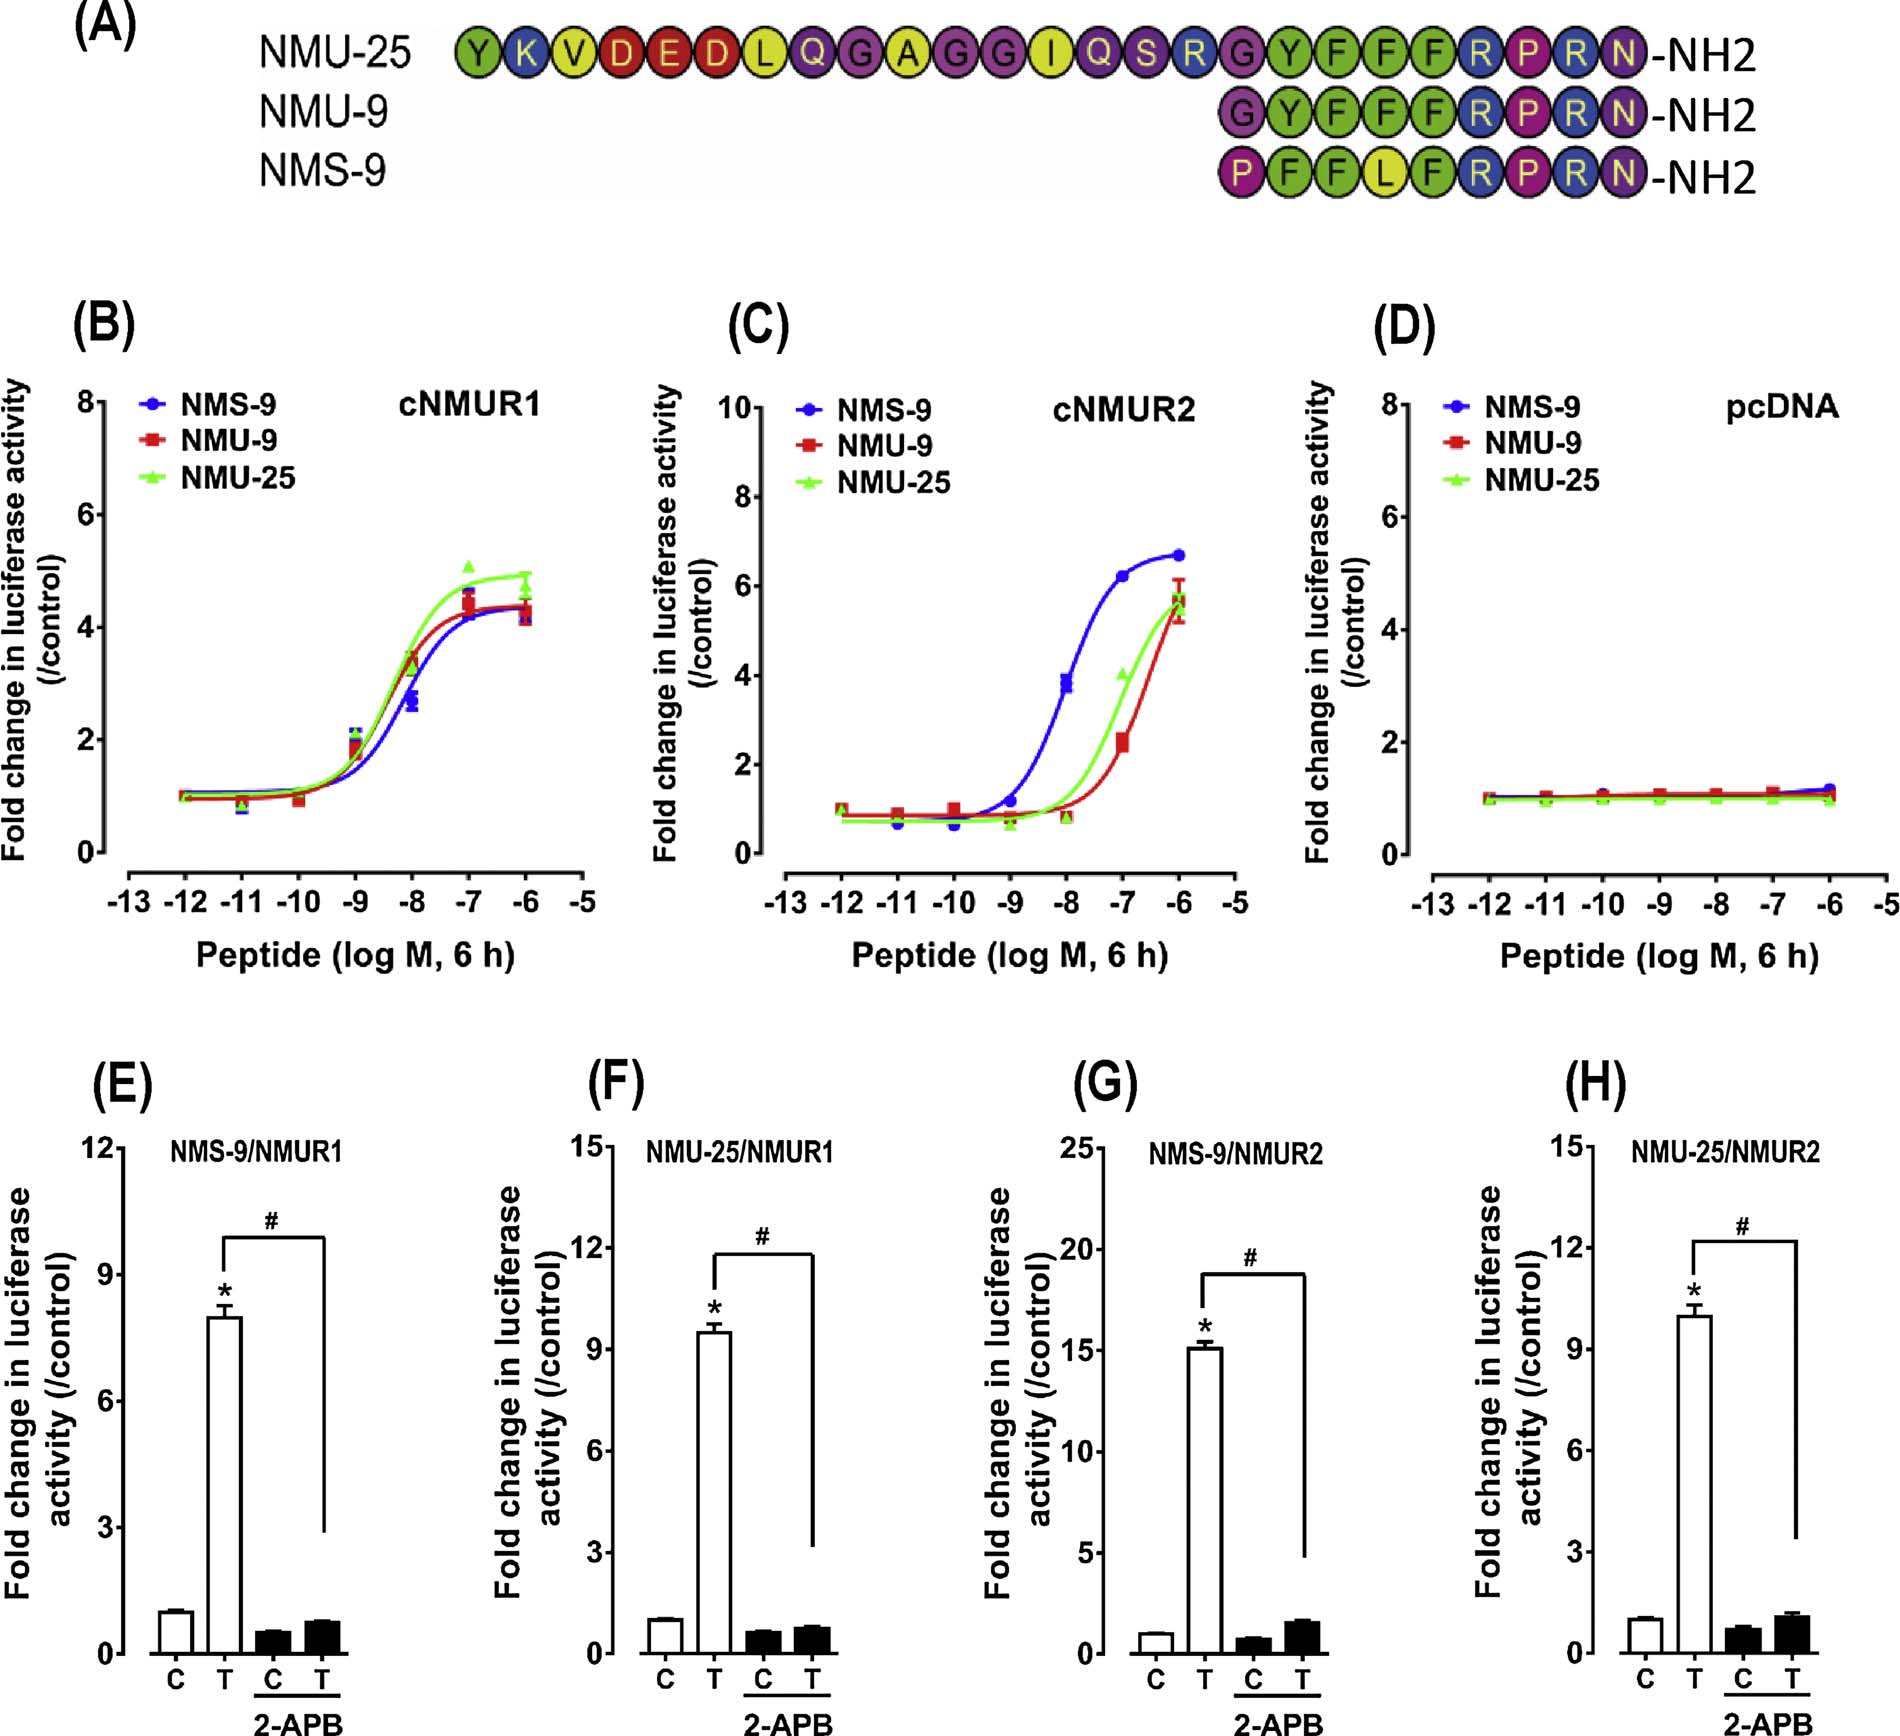 (A)
NMU-25 Y K V D E D L Q G A G G I Q S R G Y F F F R P R N -NH2
NMU-9 G Y F F F R P R N -NH2
NMS-9 P F F L F R P R N -NH2
(B)
Fold change in luciferase activity
(/control)
8
6
4
2
0
NMS-9
NMU-9
NMU-25
cNMUR1
-13 -12 -11 -10 -9 -8 -7 -6 -5
Peptide (log M, 6 h)
(C)
Fold change in luciferase activity
(/control)
10
8
6
4
2
0
NMS-9
NMU-9
NMU-25
cNMUR2
-13 -12 -11 -10 -9 -8 -7 -6 -5
Peptide (log M, 6 h)
(D)
Fold change in luciferase activity
(/control)
8
6
4
2
0
NMS-9
NMU-9
NMU-25
pcDNA
-13 -12 -11 -10 -9 -8 -7 -6 -5
Peptide (log M, 6 h)
(E)
Fold change in luciferase
activity (/control)
12
9
6
3
0
NMS-9/NMUR1
#
*
C T C T
2-APB
(F)
Fold change in luciferase
activity (/control)
15
12
9
6
3
0
NMU-25/NMUR1
#
*
C T C T
2-APB
(G)
Fold change in luciferase
activity (/control)
25
20
15
10
5
0
NMS-9/NMUR2
#
*
C T C T
2-APB
(H)
Fold change in luciferase
activity (/control)
15
12
9
6
3
0
NMU-25/NMUR2
#
*
C T C T
2-APB